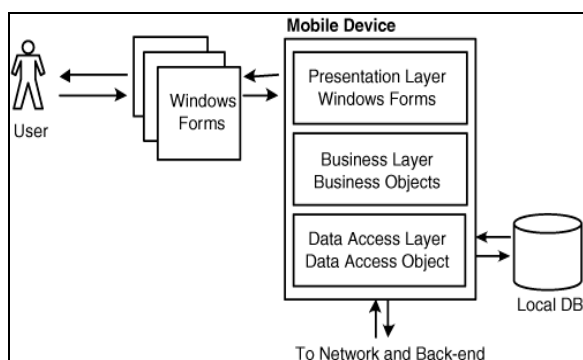 Mobile Device
User
Windows
Forms
Presentation Layer
Windows Forms
Business Layer
Business Objects
Data Access Layer
Data Access Object
Local DB
To Network and Back-end